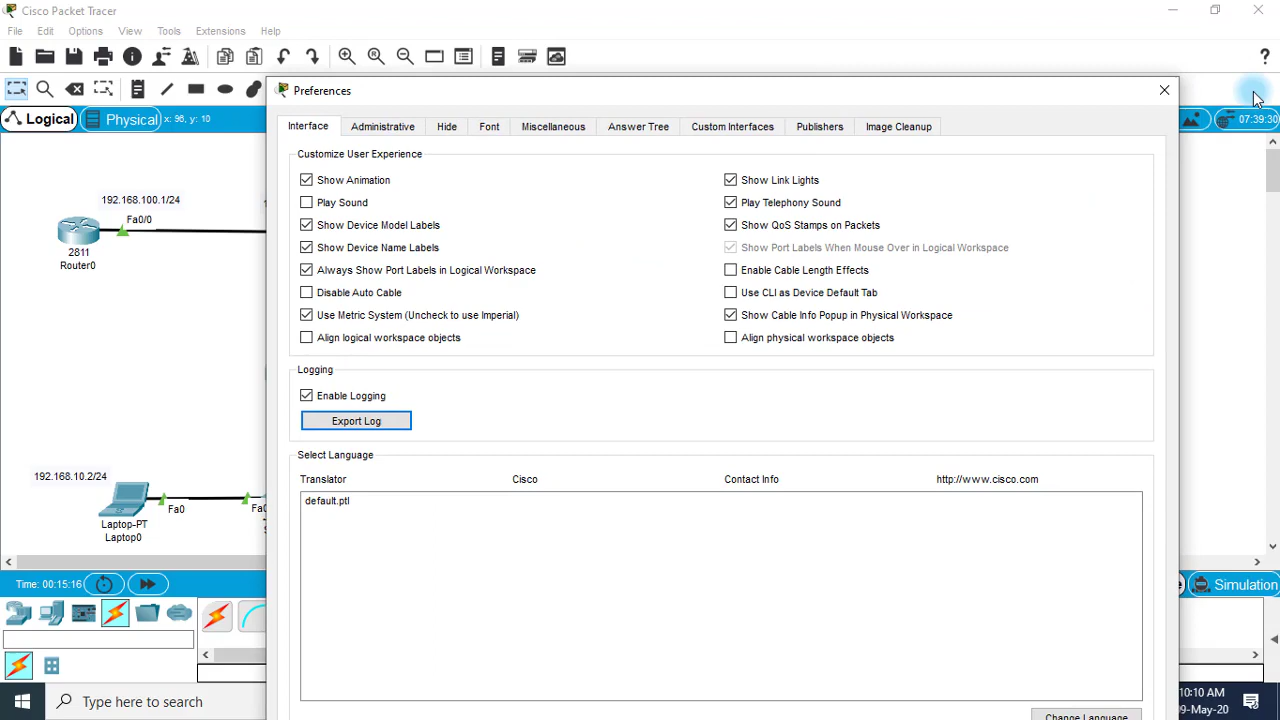 Cisco Packet Tracer
File Edit Options View Tools Extensions Help
Preferences
Logical Physical x: 96, y: 10
07:39:30
Interface Administrative Hide Font Miscellaneous Answer Tree Custom Interfaces Publishers Image Cleanup
Customize User Experience
Show Animation
Show Link Lights
Play Sound
Play Telephony Sound
Show Device Model Labels
Show QoS Stamps on Packets
Show Device Name Labels
Show Port Labels When Mouse Over in Logical Workspace
Always Show Port Labels in Logical Workspace
Enable Cable Length Effects
Disable Auto Cable
Use CLI as Device Default Tab
Use Metric System (Uncheck to use Imperial)
Show Cable Info Popup in Physical Workspace
Align logical workspace objects
Align physical workspace objects
Logging
Enable Logging
Export Log
Select Language
Translator Cisco Contact Info http://www.cisco.com
default.ptl
Change Language
192.168.100.1/24
Fa0/0
2811
Router0
192.168.10.2/24
Fa0
Laptop-PT
Laptop0
Time: 00:15:16
Simulation
Type here to search
10:10 AM
09-May-20